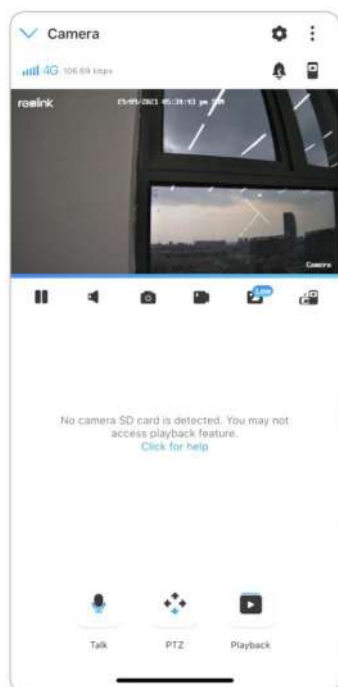 Camera
4G 106.69 kbps
reolink
Camera
Low
No camera SD card is detected. You may not
access playback feature.
Click for help
Talk PTZ Playback